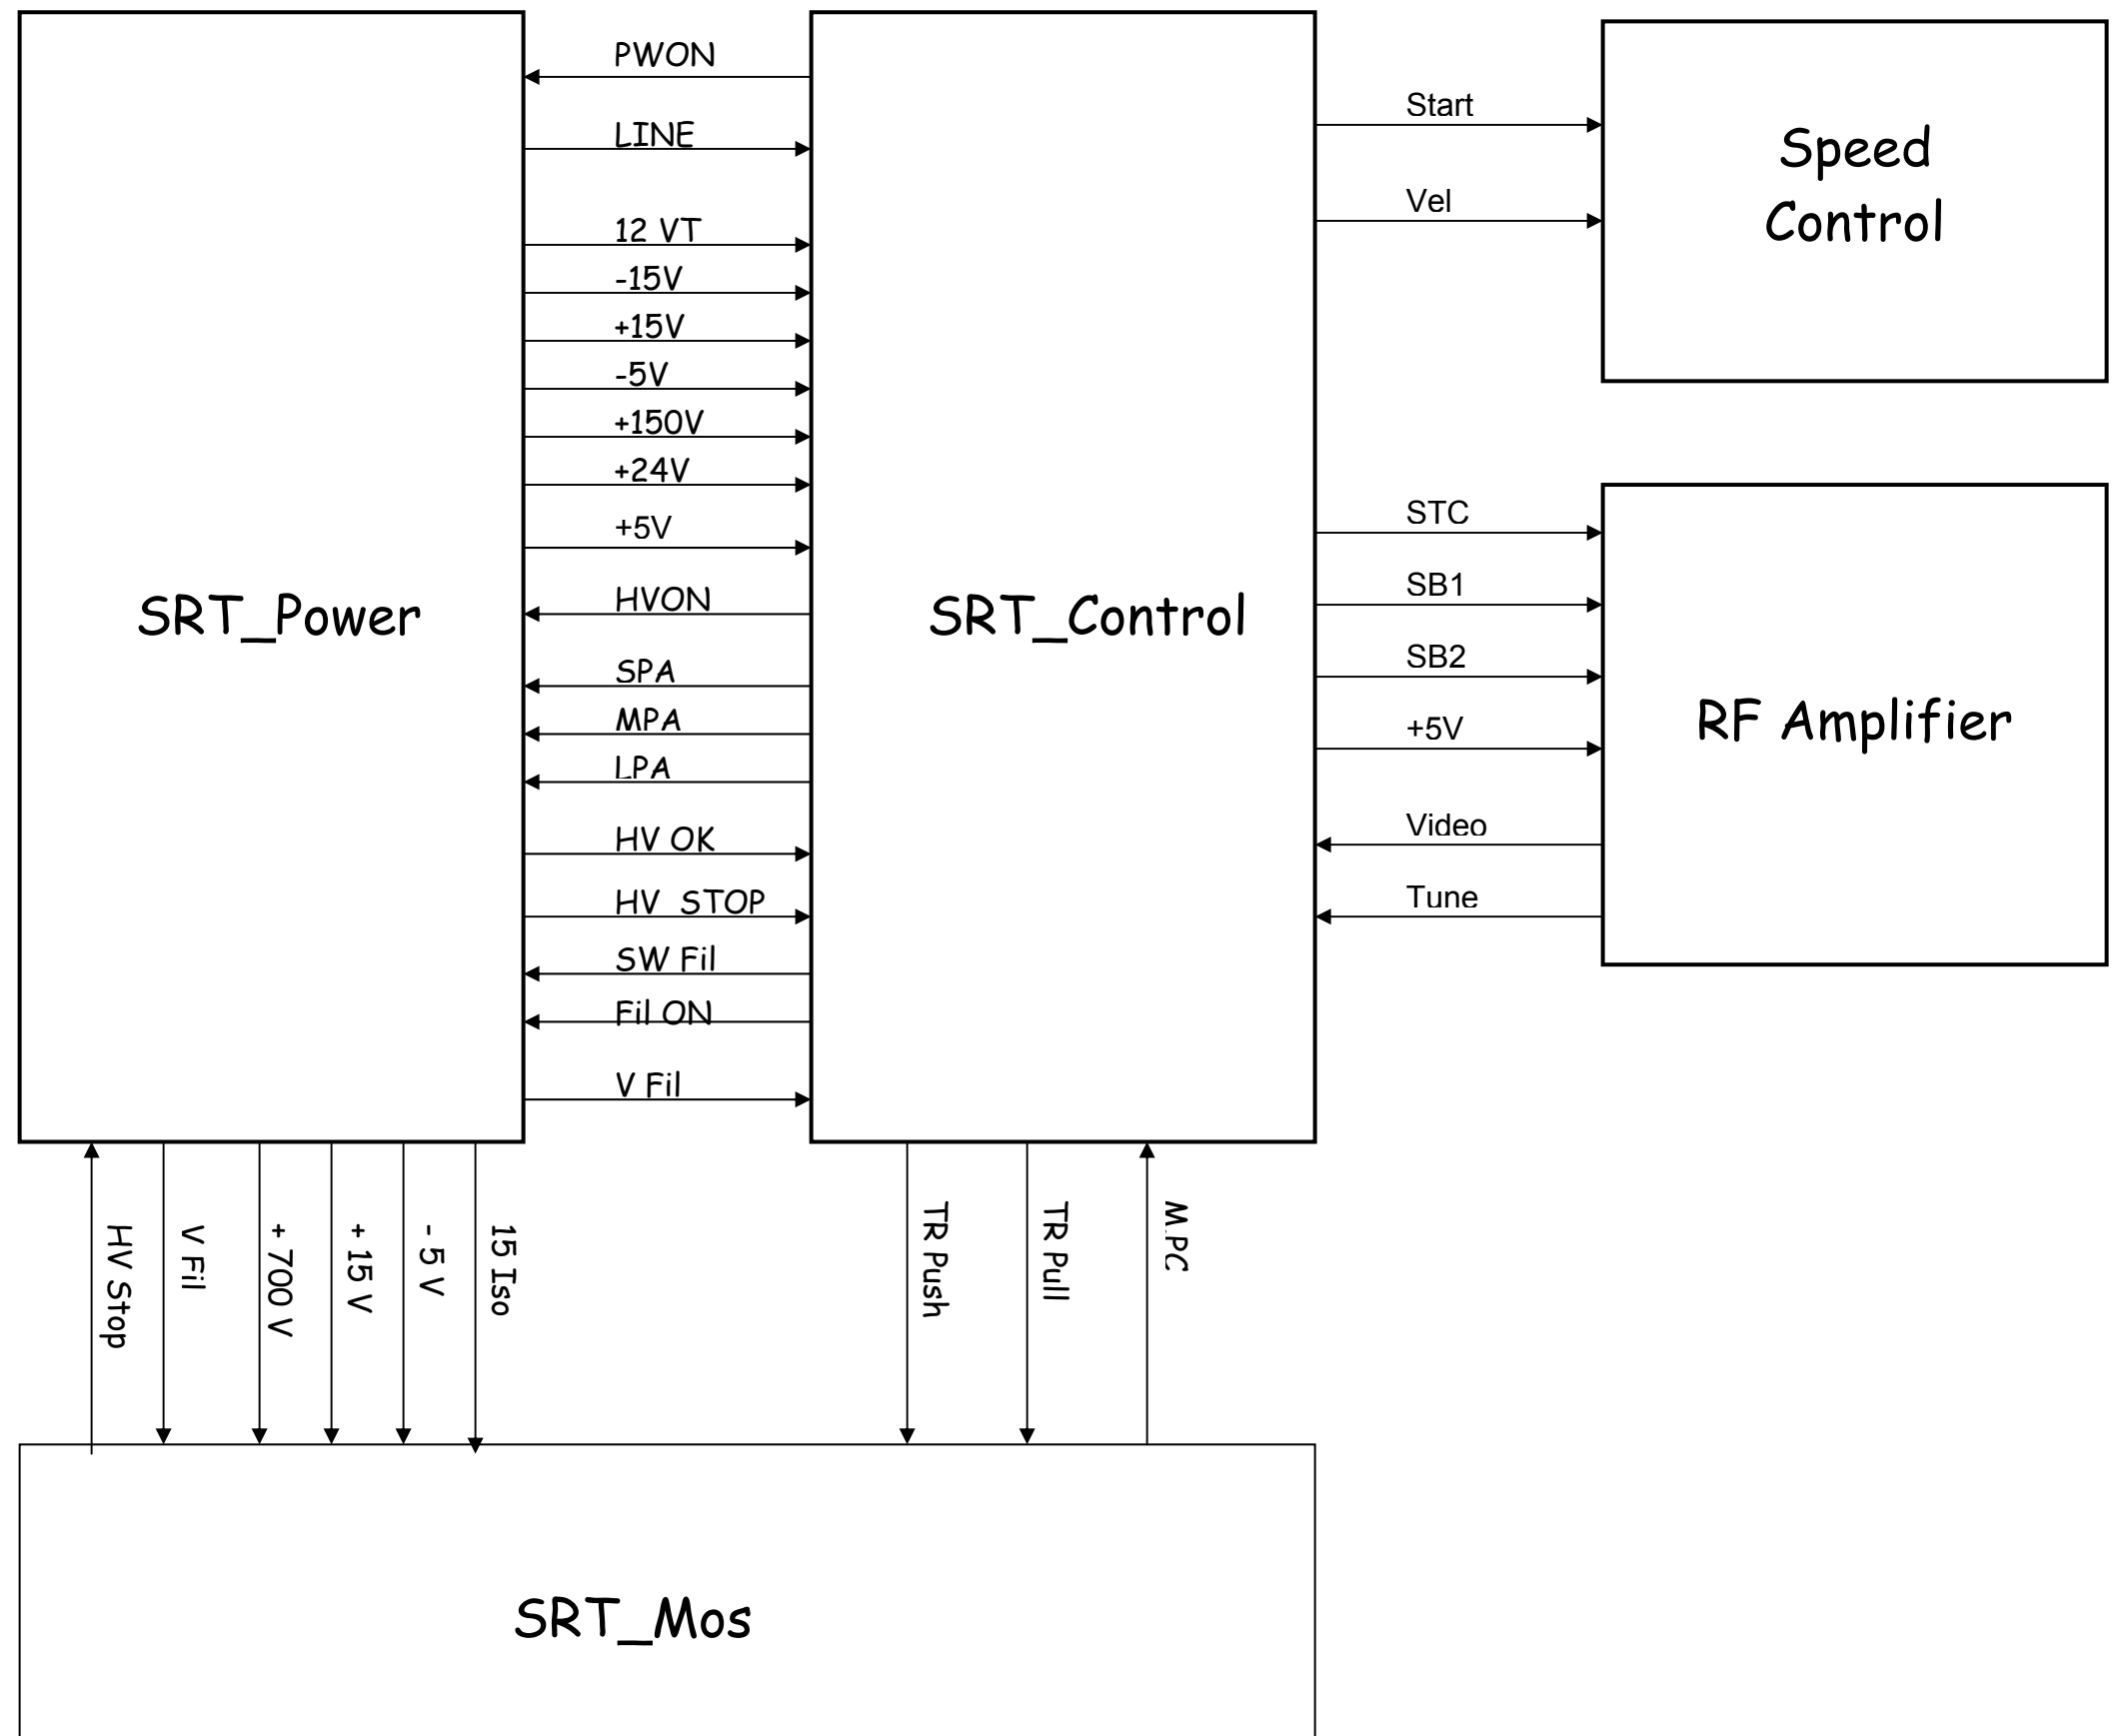 PWON
LINE
12 VT
-15V
+15V
-5V
+150V
+24V
+5V
HVON
SPA
MPA
LPA
HV OK
HV STOP
SW Fil
Fil ON
V Fil
SRT_Power
SRT_Control
Start
Vel
Speed
Control
STC
SB1
SB2
+5V
Video
Tune
RF Amplifier
HV Stop
V Fil
+ 700 V
+ 15 V
- 5 V
15 Iso
TR Push
TR Pull
M.PC
SRT_Mos